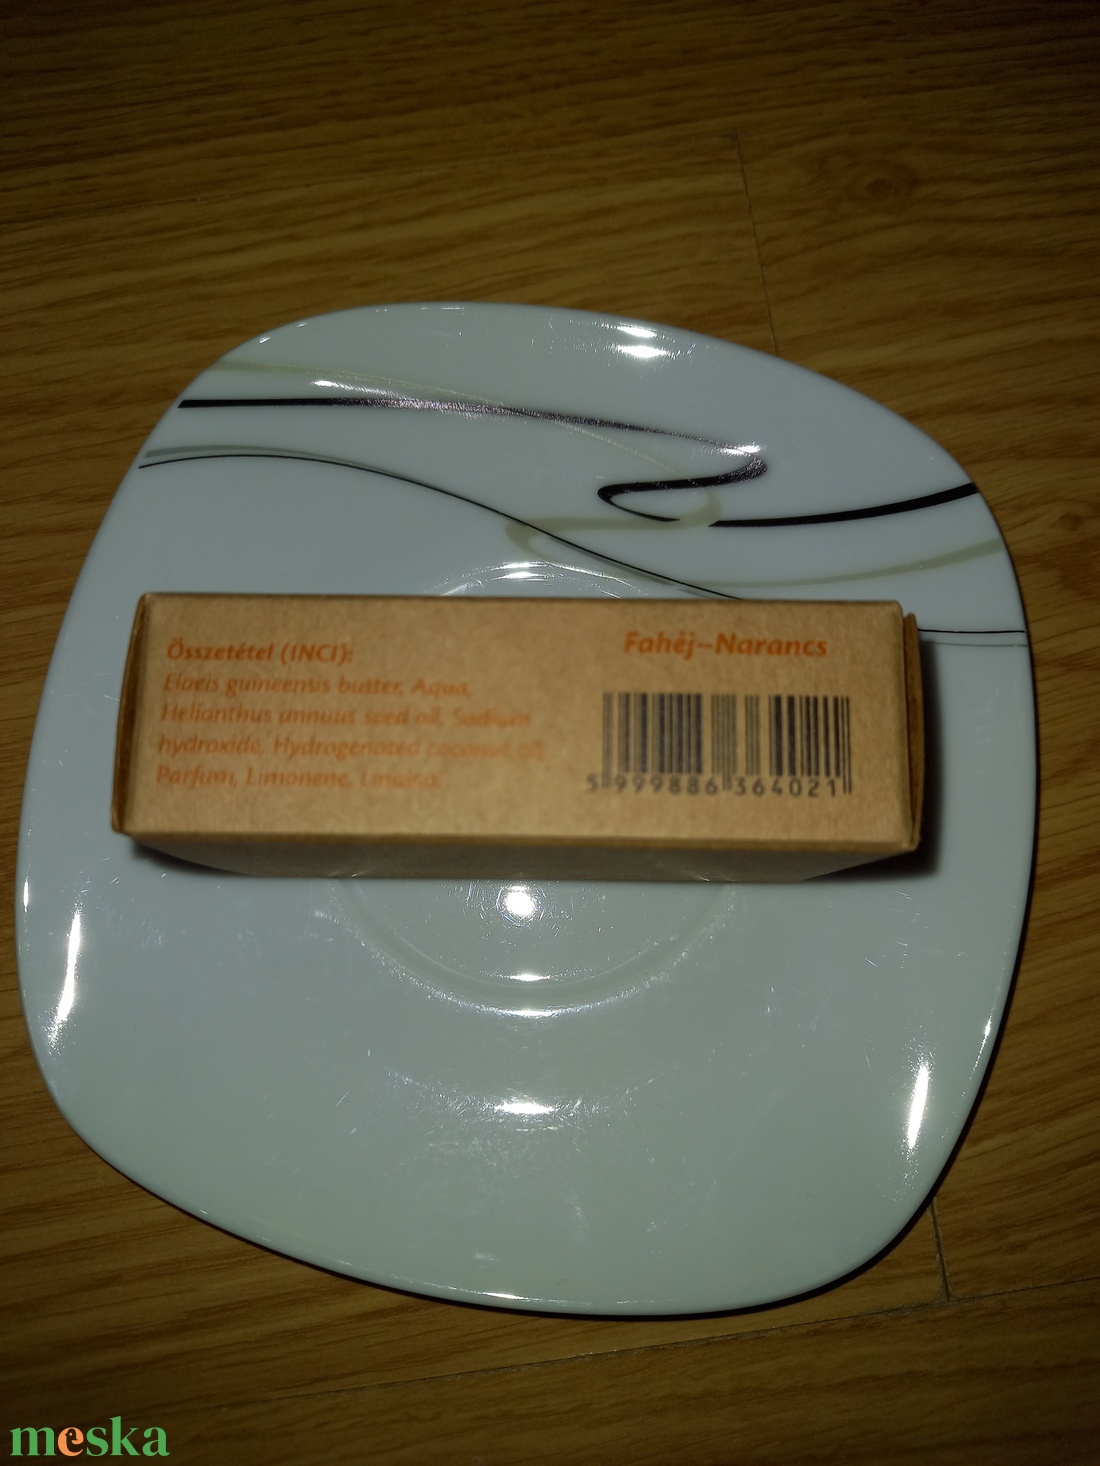 Összetétel (INCI):
Elaeis guineensis butter, Aqua,
Helianthus annuus seed oil, Sodium
hydroxide, Hydrogenated coconut oil,
Parfum, Limonene,
Fahéj–Narancs
5 999886 364021
meska